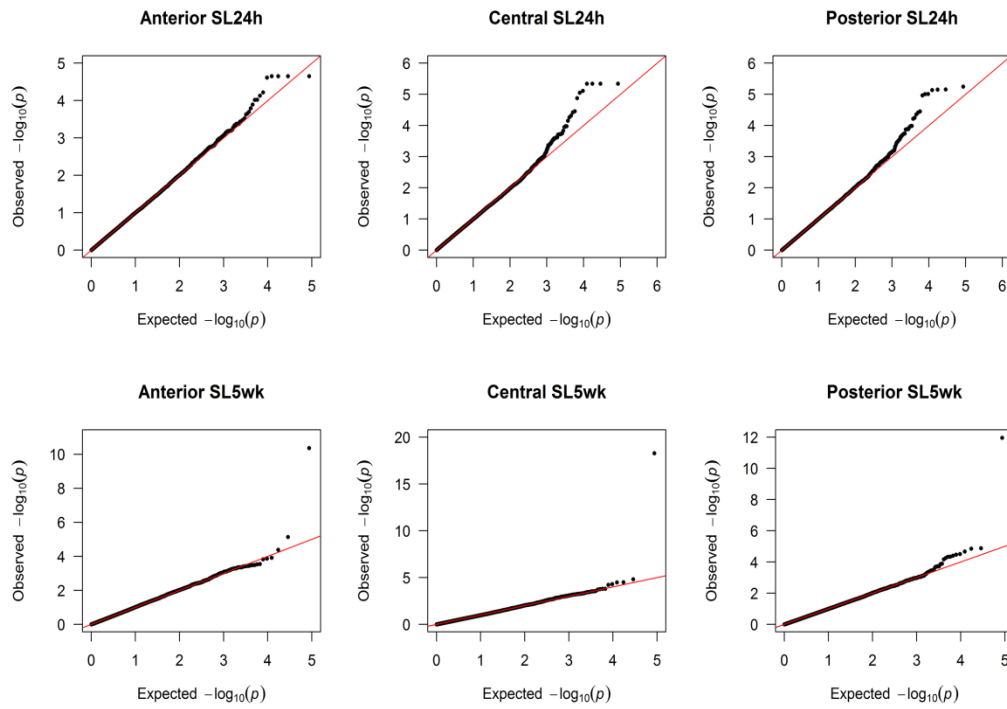 Anterior SL24h
Central SL24h
Posterior SL24h
Observed −log10(p)
5
4
3
2
1
0
0 1 2 3 4 5
Expected −log10(p)
Observed −log10(p)
6
5
4
3
2
1
0
0 1 2 3 4 5 6
Expected −log10(p)
Observed −log10(p)
6
5
4
3
2
1
0
0 1 2 3 4 5 6
Expected −log10(p)
Anterior SL5wk
Central SL5wk
Posterior SL5wk
Observed −log10(p)
10
8
6
4
2
0
0 1 2 3 4 5
Expected −log10(p)
Observed −log10(p)
20
15
10
5
0
0 1 2 3 4 5
Expected −log10(p)
Observed −log10(p)
12
10
8
6
4
2
0
0 1 2 3 4 5
Expected −log10(p)